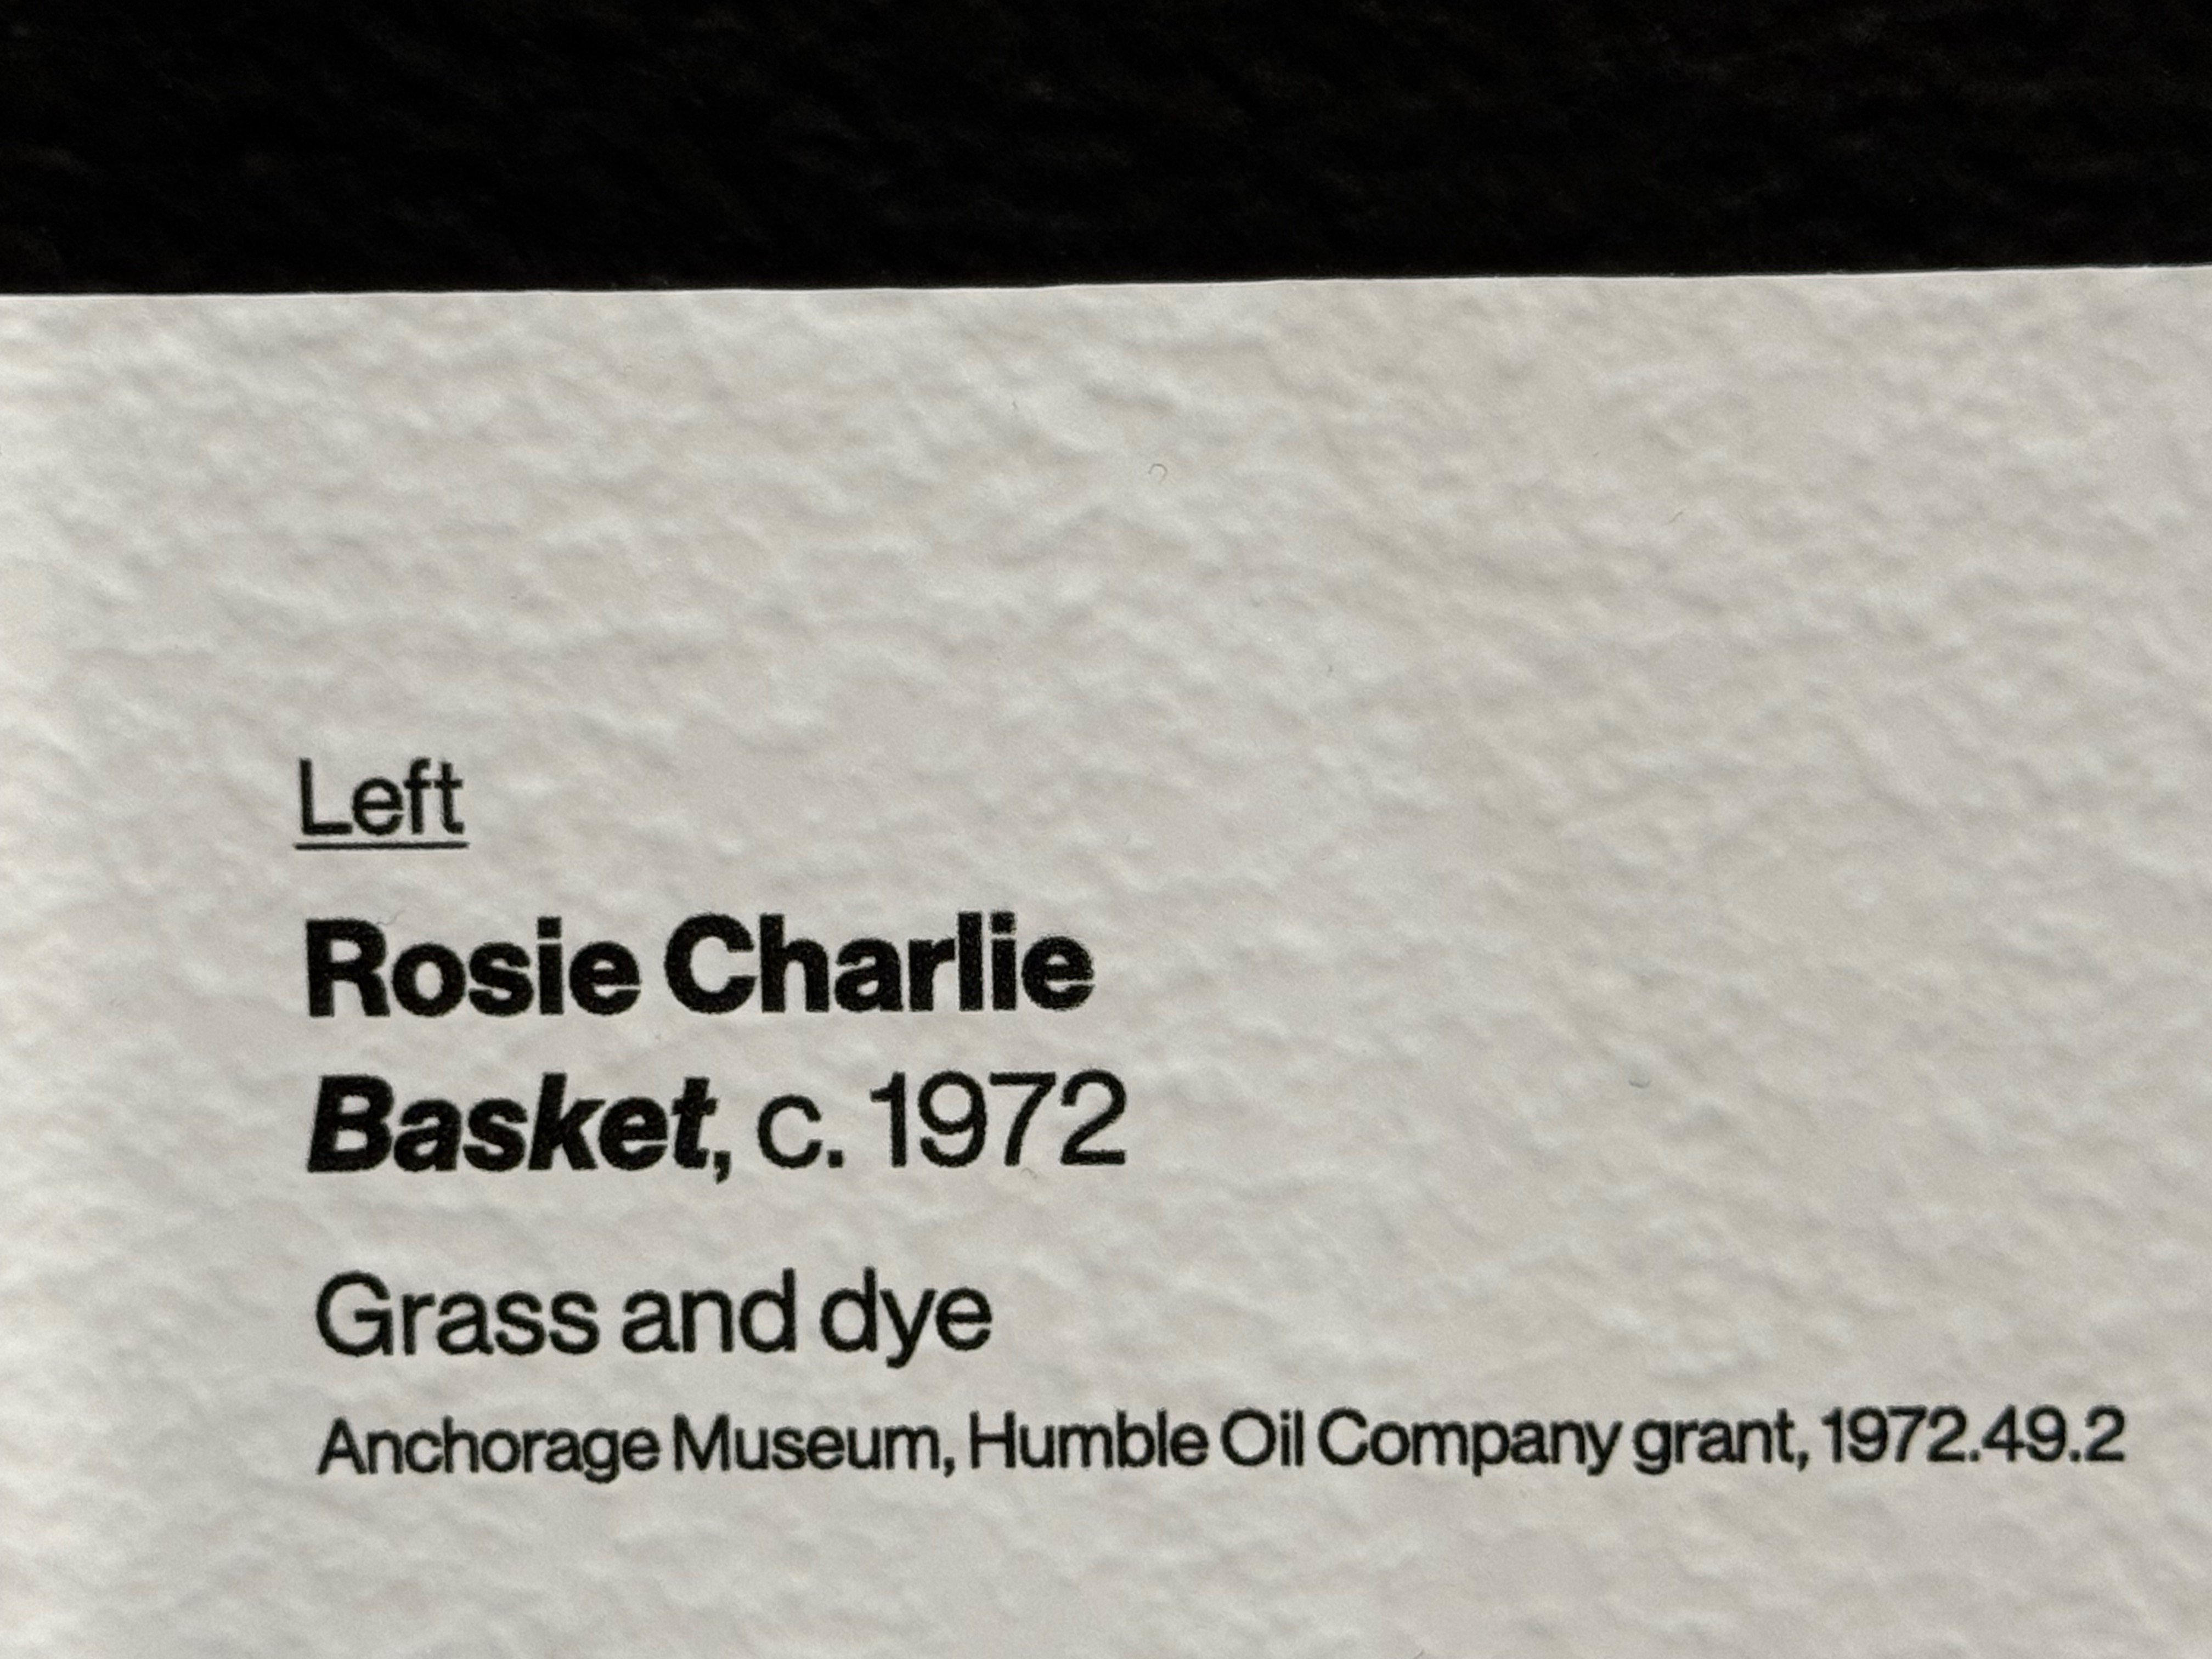 Left
Rosie Charlie
Basket, c. 1972
Grass and dye
Anchorage Museum, Humble Oil Company grant, 1972.49.2